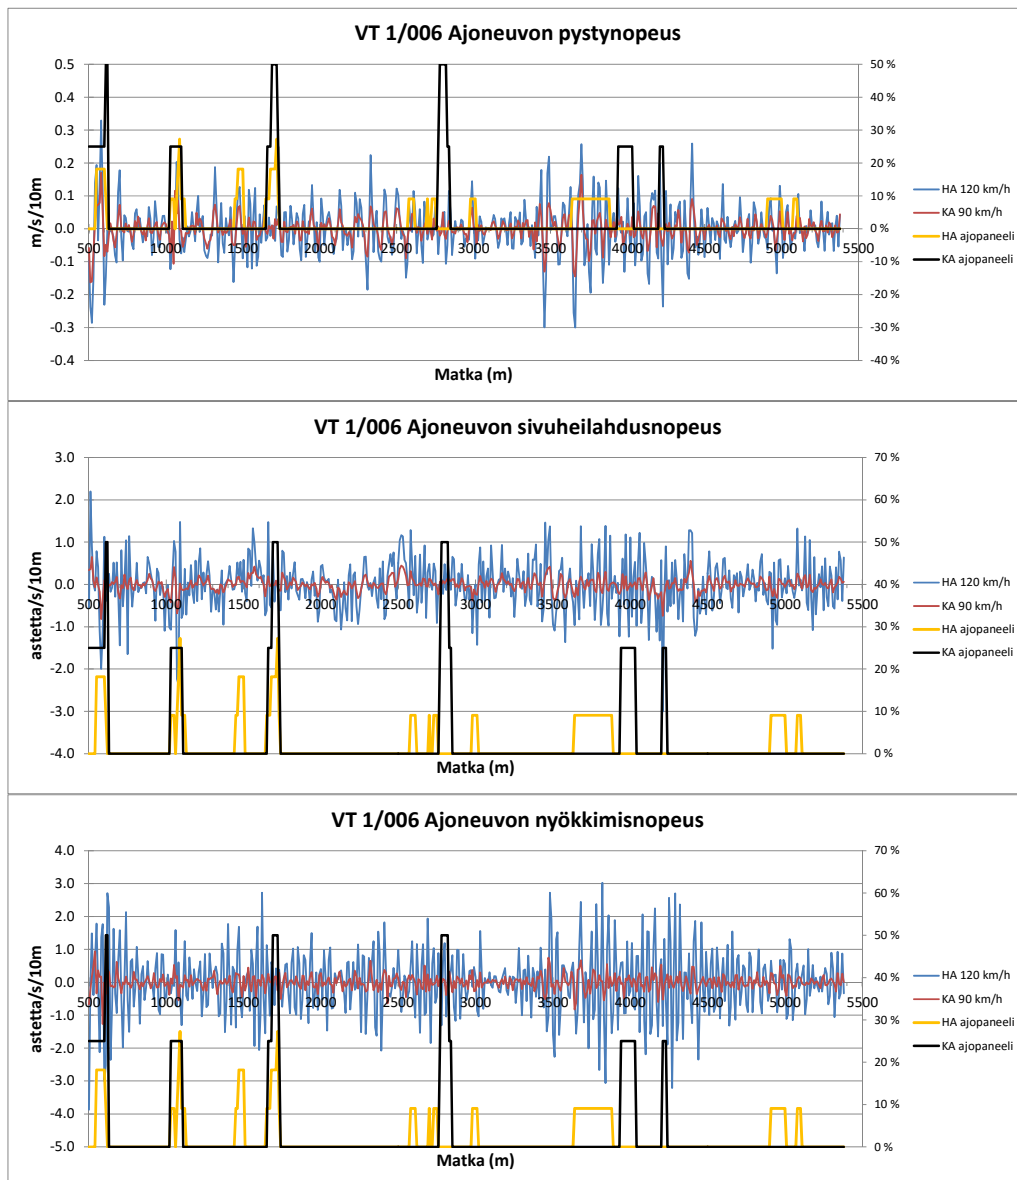 VT 1/006 Ajoneuvon pystynopeus
0.5
0.4
0.3
0.2
0.1
0.0
-0.1
-0.2
-0.3
-0.4
m/s/10m
500 1000 1500 2000 2500 3000 3500 4000 4500 5000 5500
Matka (m)
50 %
40 %
30 %
20 %
10 %
0 %
-10 %
-20 %
-30 %
-40 %
HA 120 km/h
KA 90 km/h
HA ajopaneeli
KA ajopaneeli
VT 1/006 Ajoneuvon sivuheilahdusnopeus
3.0
2.0
1.0
0.0
-1.0
-2.0
-3.0
-4.0
astetta/s/10m
500 1000 1500 2000 2500 3000 3500 4000 4500 5000 5500
Matka (m)
70 %
60 %
50 %
40 %
30 %
20 %
10 %
0 %
HA 120 km/h
KA 90 km/h
HA ajopaneeli
KA ajopaneeli
VT 1/006 Ajoneuvon nyökkimisnopeus
4.0
3.0
2.0
1.0
0.0
-1.0
-2.0
-3.0
-4.0
-5.0
astetta/s/10m
500 1000 1500 2000 2500 3000 3500 4000 4500 5000 5500
Matka (m)
70 %
60 %
50 %
40 %
30 %
20 %
10 %
0 %
HA 120 km/h
KA 90 km/h
HA ajopaneeli
KA ajopaneeli